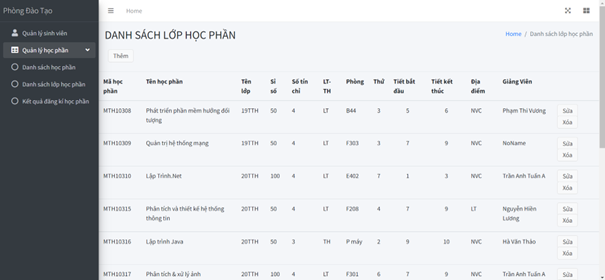 Phòng Đào Tạo
Home
Quản lý sinh viên
Quản lý học phần
Danh sách học phần
Danh sách lớp học phần
Kết quả đăng kí học phần
DANH SÁCH LỚP HỌC PHẦN
Home / Danh sách lớp học phần
Thêm
Mã học phần Tên học phần Tên lớp Sỉ số Số tín chỉ LT-TH Phòng Thứ Tiết bắt đầu Tiết kết thúc Địa điểm Giảng Viên
MTH10308 Phát triển phần mềm hướng đối tượng 19TTH 50 4 LT B44 3 5 6 NVC Phạm Thi Vương Sửa Xóa
MTH10309 Quản trị hệ thống mạng 19TTH 50 4 LT F303 3 7 9 NVC NoName Sửa Xóa
MTH10310 Lập Trình.Net 20TTH 100 4 LT E402 7 1 3 NVC Trần Anh Tuấn A Sửa Xóa
MTH10315 Phân tích và thiết kế hệ thống thông tin 20TTH 50 4 LT F208 4 7 9 LT Nguyễn Hiền Lương Sửa Xóa
MTH10316 Lập trình Java 20TTH 50 3 TH P máy 2 9 10 NVC Hà Văn Thảo Sửa Xóa
MTH10317 Phân tích & xử lý ảnh 20TTH 100 4 LT F301 6 7 9 NVC Trần Anh Tuấn A Sửa